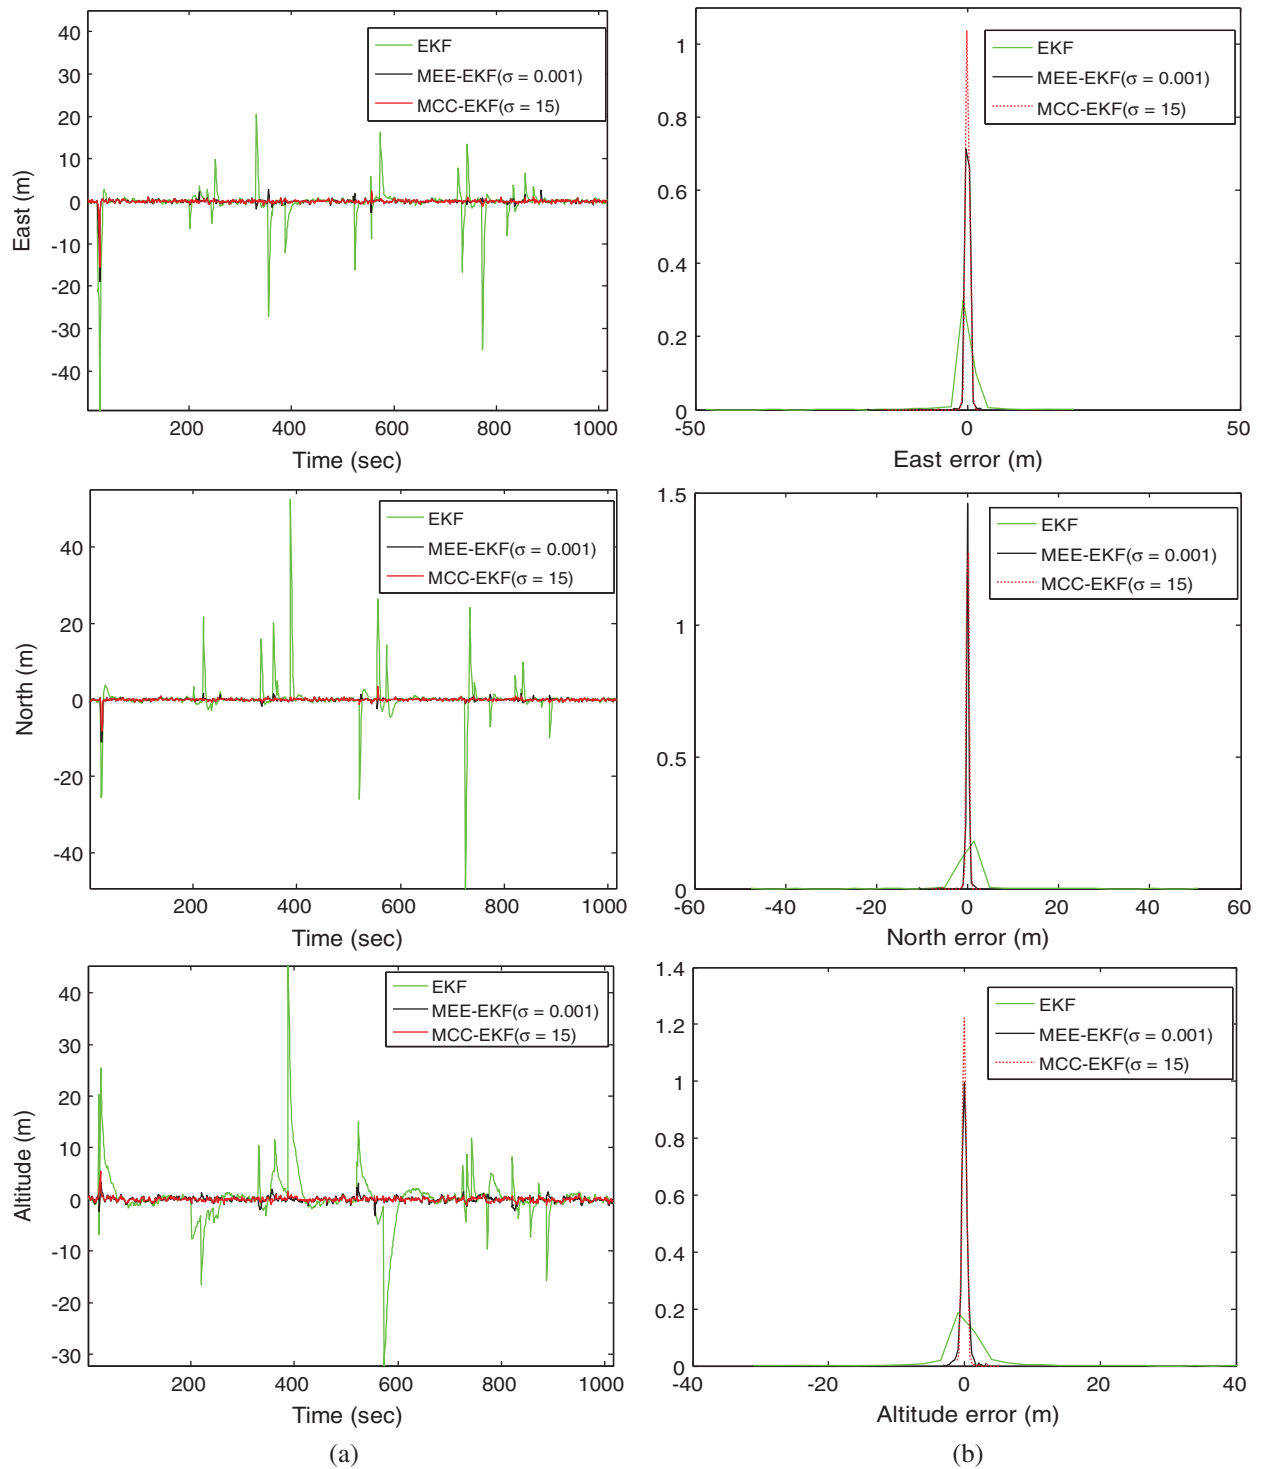 40
30
20
10
0
-10
-20
-30
-40
East (m)
200 400 600 800 1000
Time (sec)
EKF
MEE-EKF(σ = 0.001)
MCC-EKF(σ = 15)
1
0.8
0.6
0.4
0.2
0
-50 0 50
East error (m)
EKF
MEE-EKF(σ = 0.001)
MCC-EKF(σ = 15)
40
20
0
-20
-40
North (m)
200 400 600 800 1000
Time (sec)
EKF
MEE-EKF(σ = 0.001)
MCC-EKF(σ = 15)
1.5
1
0.5
0
-60 -40 -20 0 20 40 60
North error (m)
EKF
MEE-EKF(σ = 0.001)
MCC-EKF(σ = 15)
40
30
20
10
0
-10
-20
-30
Altitude (m)
200 400 600 800 1000
Time (sec)
EKF
MEE-EKF(σ = 0.001)
MCC-EKF(σ = 15)
(a)
1.4
1.2
1
0.8
0.6
0.4
0.2
0
-40 -20 0 20 40
Altitude error (m)
EKF
MEE-EKF(σ = 0.001)
MCC-EKF(σ = 15)
(b)